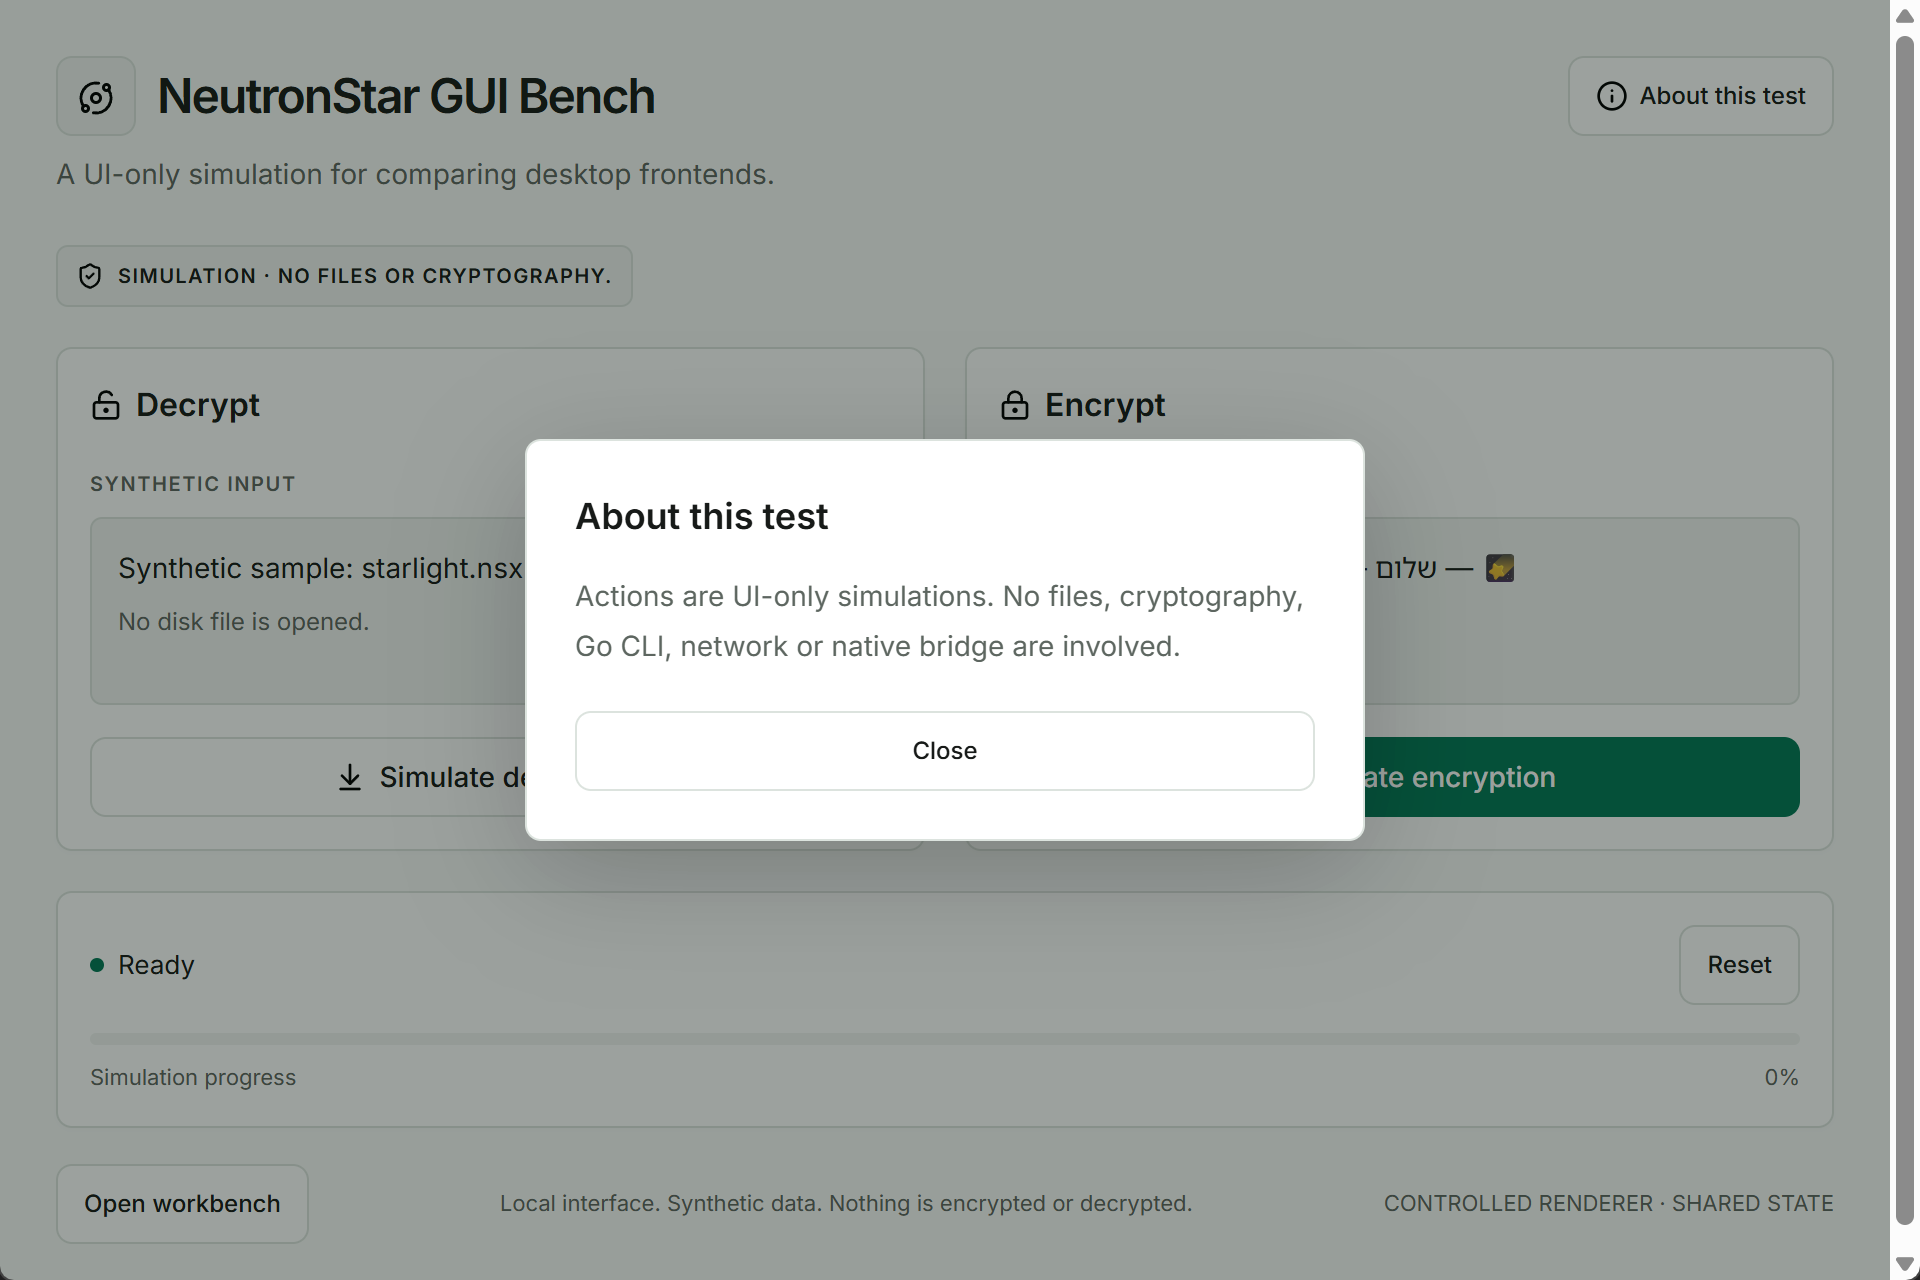 NeutronStar GUI Bench
About this test
A UI-only simulation for comparing desktop frontends.
SIMULATION · NO FILES OR CRYPTOGRAPHY.
Decrypt
Encrypt
SYNTHETIC INPUT
Synthetic sample: starlight.nsx
שלום — 🌠
No disk file is opened.
About this test
Actions are UI-only simulations. No files, cryptography,
Go CLI, network or native bridge are involved.
Close
Simulate
encryption
Ready
Reset
Simulation progress
0%
Open workbench
Local interface. Synthetic data. Nothing is encrypted or decrypted.
CONTROLLED RENDERER · SHARED STATE